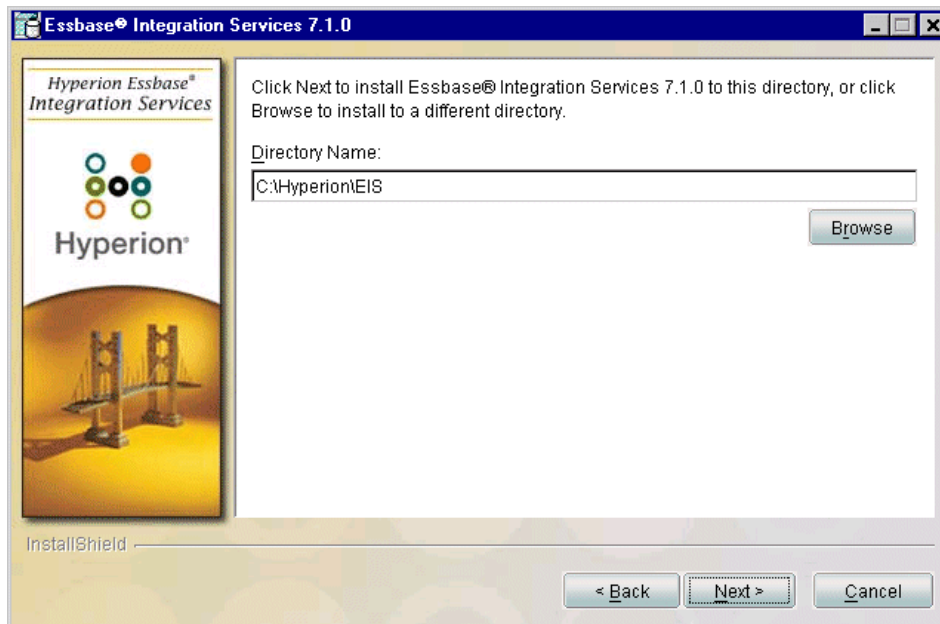 Essbase® Integration Services 7.1.0
Hyperion Essbase®
Integration Services
Hyperion®
Click Next to install Essbase® Integration Services 7.1.0 to this directory, or click
Browse to install to a different directory.
Directory Name:
C:\Hyperion\EIS
Browse
InstallShield
< Back
Next >
Cancel